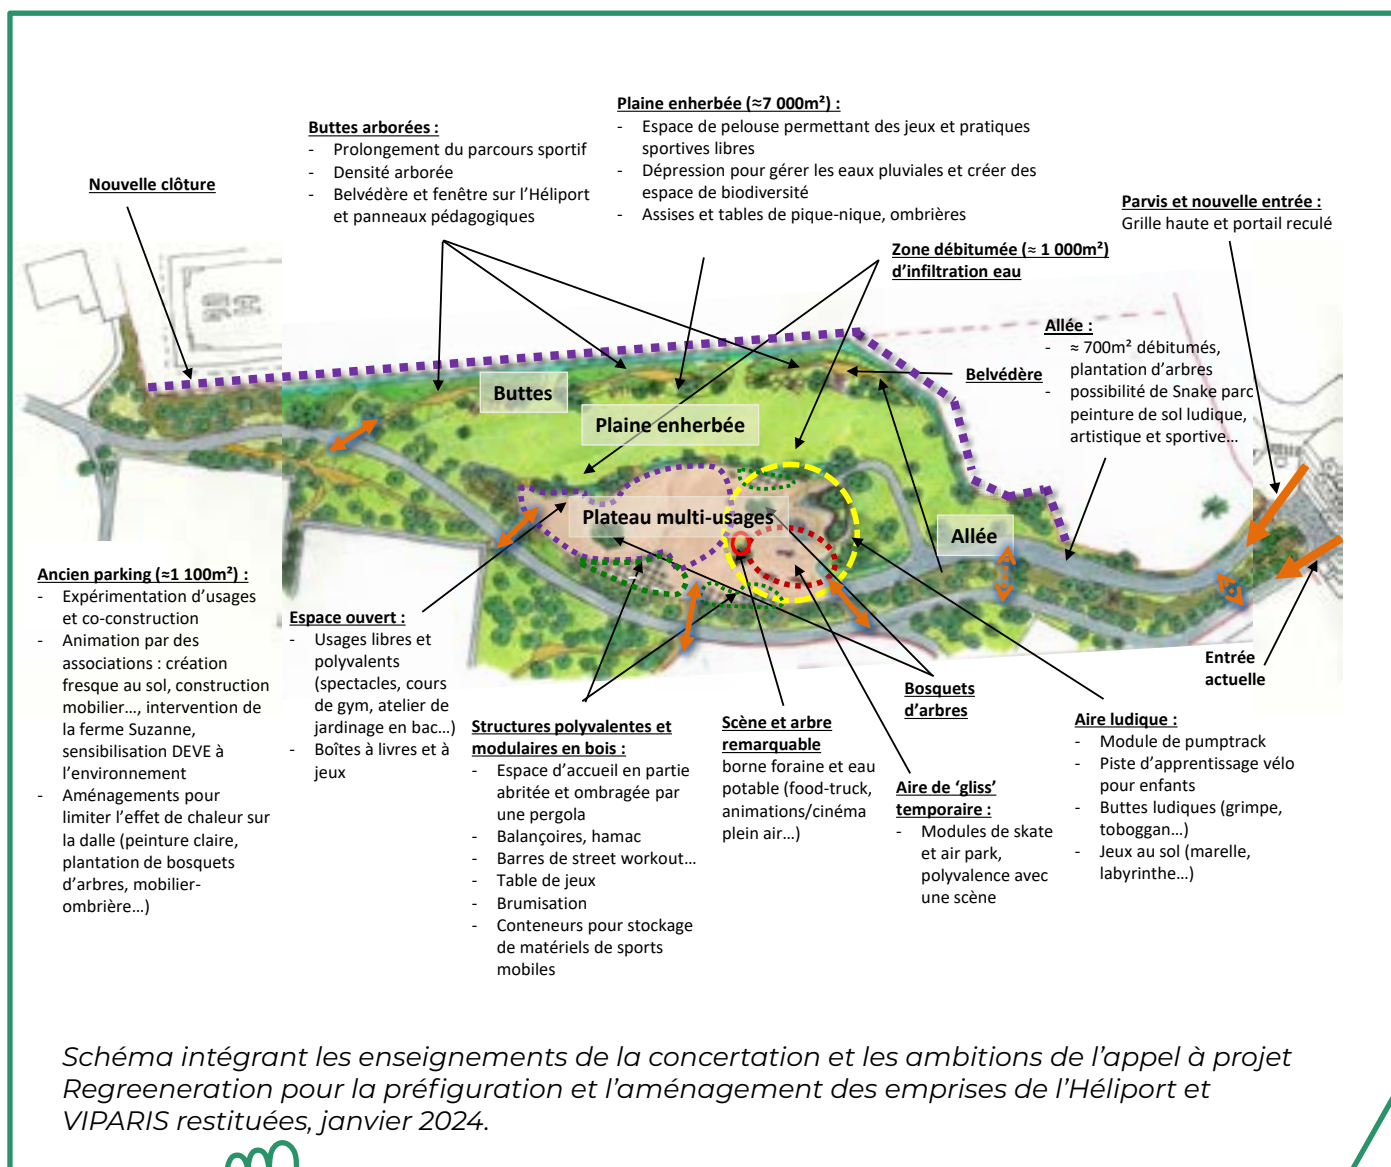 Plaine enherbée (≈7 000m²) :
- Espace de pelouse permettant des jeux et pratiques
sportives libres
- Dépression pour gérer les eaux pluviales et créer des
espace de biodiversité
- Assises et tables de pique-nique, ombrières
Buttes arborées :
- Prolongement du parcours sportif
- Densité arborée
- Belvédère et fenêtre sur l’Héliport
et panneaux pédagogiques
Nouvelle clôture
Parvis et nouvelle entrée :
Grille haute et portail reculé
Zone débitumée (≈ 1 000m²)
d’infiltration eau
Allée :
- ≈ 700m² débitumés,
plantation d’arbres
- possibilité de Snake parc
peinture de sol ludique,
artistique et sportive…
Belvédère
Buttes
Plaine enherbée
Plateau multi-usages
Allée
Ancien parking (≈1 100m²) :
- Expérimentation d’usages
et co-construction
- Animation par des
associations : création
fresque au sol, construction
mobilier…, intervention de
la ferme Suzanne,
sensibilisation DEVE à
l’environnement
- Aménagements pour
limiter l’effet de chaleur sur
la dalle (peinture claire,
plantation de bosquets
d’arbres, mobilier-
ombrière…)
Espace ouvert :
- Usages libres et
polyvalents
(spectacles, cours
de gym, atelier de
jardinage en bac…)
- Boîtes à livres et à
jeux
Structures polyvalentes et
modulaires en bois :
- Espace d’accueil en partie
abritée et ombragée par
une pergola
- Balançoires, hamac
- Barres de street workout…
- Table de jeux
- Brumisation
- Conteneurs pour stockage
de matériels de sports
mobiles
Scène et arbre
remarquable
borne foraine et eau
potable (food-truck,
animations/cinéma
plein air…)
Bosquets
d’arbres
Aire de ‘gliss’
temporaire :
- Modules de skate
et air park,
polyvalence avec
une scène
Entrée
actuelle
Aire ludique :
- Module de pumptrack
- Piste d’apprentissage vélo
pour enfants
- Buttes ludiques (grimpe,
toboggan…)
- Jeux au sol (marelle,
labyrinthe…)
Schéma intégrant les enseignements de la concertation et les ambitions de l’appel à projet
Regreeneration pour la préfiguration et l’aménagement des emprises de l’Héliport et
VIPARIS restituées, janvier 2024.